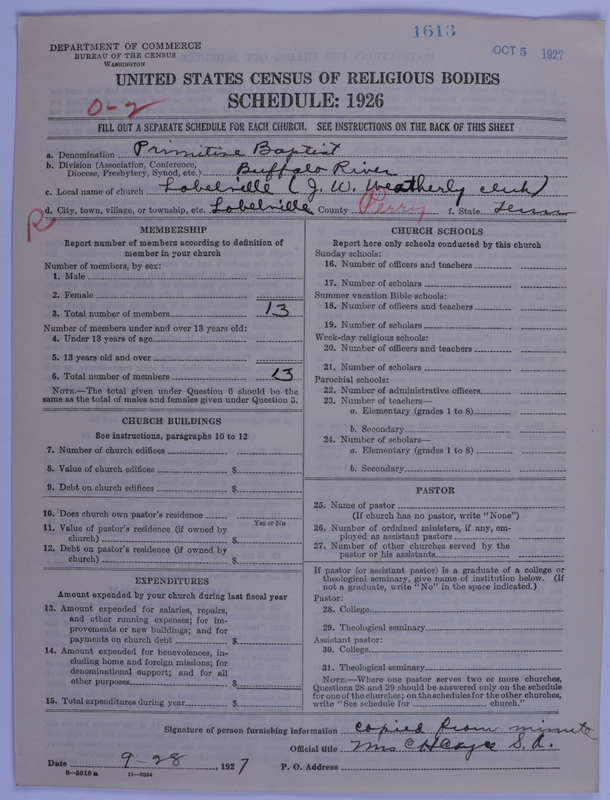 1613
DEPARTMENT OF COMMERCE
BUREAU OF THE CENSUS
WASHINGTON
OCT 5 1927
UNITED STATES CENSUS OF RELIGIOUS BODIES
SCHEDULE: 1926
0-2
FILL OUT A SEPARATE SCHEDULE FOR EACH CHURCH. SEE INSTRUCTIONS ON THE BACK OF THIS SHEET
a. Denomination Primitive Baptist
b. Division (Association, Conference, Diocese, Presbytery, Synod, etc.) Buffalo River
c. Local name of church Lobelville (J. W. Weatherly clerk)
d. City, town, village, or township, etc. Lobelville County Perry f. State Tenn
R
MEMBERSHIP
Report number of members according to definition of
member in your church
Number of members, by sex:
1. Male
2. Female
3. Total number of members 13
Number of members under and over 13 years old:
4. Under 13 years of age
5. 13 years old and over
6. Total number of members 13
NOTE.—The total given under Question 6 should be
same as the total of males and females given under Question 3.
CHURCH BUILDINGS
See instructions, paragraphs 10 to 12
7. Number of church edifices
8. Value of church edifices $
9. Debt on church edifices $
10. Does church own pastor's residence
Yes or No
11. Value of pastor's residence (if owned by
church) $
12. Debt on pastor's residence (if owned by
church) $
EXPENDITURES
Amount expended by your church during last fiscal year
13. Amount expended for salaries, repairs,
and other running expenses; for im-
provements or new buildings; and for
payments on church debt $
14. Amount expended for benevolences, in-
cluding home and foreign missions; for
denominational support; and for all
other purposes $
15. Total expenditures during year $
CHURCH SCHOOLS
Report here only schools conducted by this church
Sunday schools:
16. Number of officers and teachers
17. Number of scholars
Summer vacation Bible schools:
18. Number of officers and teachers
19. Number of scholars
Week-day religious schools:
20. Number of officers and teachers
21. Number of scholars
Parochial schools:
22. Number of administrative officers
23. Number of teachers—
a. Elementary (grades 1 to 8)
b. Secondary
24. Number of scholars—
a. Elementary (grades 1 to 8)
b. Secondary
PASTOR
25. Name of pastor
(If church has no pastor, write "None")
26. Number of ordained ministers, if any, em-
ployed as assistant pastors
27. Number of other churches served by the
pastor or his assistants
If pastor (or assistant pastor) is a graduate of a college or
theological seminary, give name of institution below. (If
not a graduate, write "No" in the space indicated.)
Pastor:
28. College
29. Theological seminary
Assistant pastor:
30. College
31. Theological seminary
NOTE.—Where one pastor serves two or more churches,
Questions 28 and 29 should be answered only on the schedule
for one of the churches; on the schedules for the other churches,
write "See schedule for church."
Signature of person furnishing information copied from minute
Official title Mrs C H Cayce S. A.
Date 9-28, 1927 P. O. Address
8-5318a 11-8054